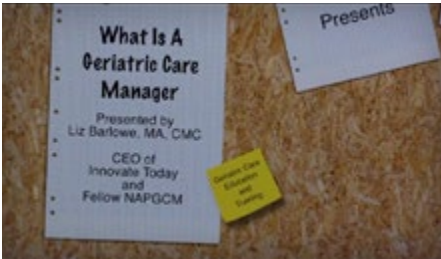 What Is A
Geriatric Care
Manager
Presented by
Liz Barlowe, MA, CMC
CEO of
Innovate Today
and
Fellow NAPGCM
Presents
Geriatric Care
Education
and
Training